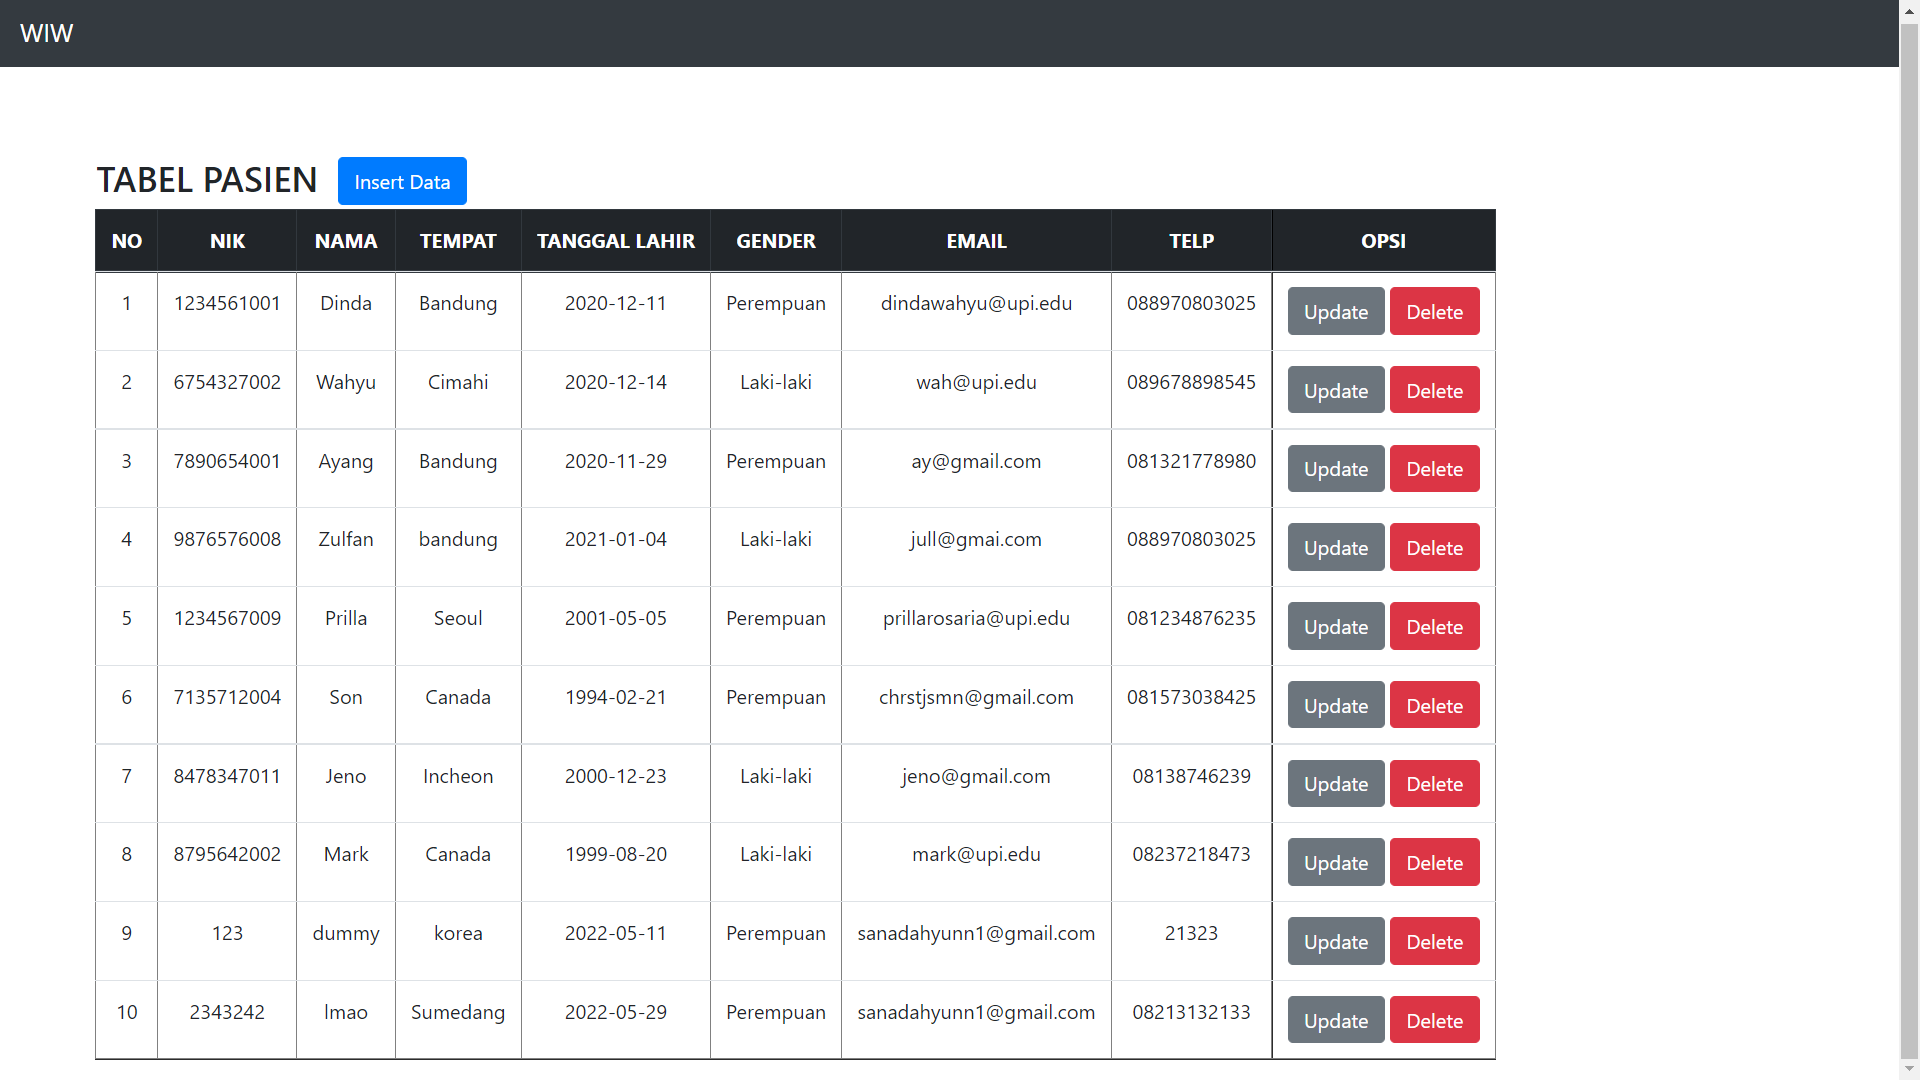 WIW
TABEL PASIEN Insert Data
NO NIK NAMA TEMPAT TANGGAL LAHIR GENDER EMAIL TELP OPSI
1 1234561001 Dinda Bandung 2020-12-11 Perempuan dindawahyu@upi.edu 088970803025 Update Delete
2 6754327002 Wahyu Cimahi 2020-12-14 Laki-laki wah@upi.edu 089678898545 Update Delete
3 7890654001 Ayang Bandung 2020-11-29 Perempuan ay@gmail.com 081321778980 Update Delete
4 9876576008 Zulfan bandung 2021-01-04 Laki-laki jull@gmai.com 088970803025 Update Delete
5 1234567009 Prilla Seoul 2001-05-05 Perempuan prillarosaria@upi.edu 081234876235 Update Delete
6 7135712004 Son Canada 1994-02-21 Perempuan chrstjsmn@gmail.com 081573038425 Update Delete
7 8478347011 Jeno Incheon 2000-12-23 Laki-laki jeno@gmail.com 08138746239 Update Delete
8 8795642002 Mark Canada 1999-08-20 Laki-laki mark@upi.edu 08237218473 Update Delete
9 123 dummy korea 2022-05-11 Perempuan sanadahyunn1@gmail.com 21323 Update Delete
10 2343242 lmao Sumedang 2022-05-29 Perempuan sanadahyunn1@gmail.com 08213132133 Update Delete